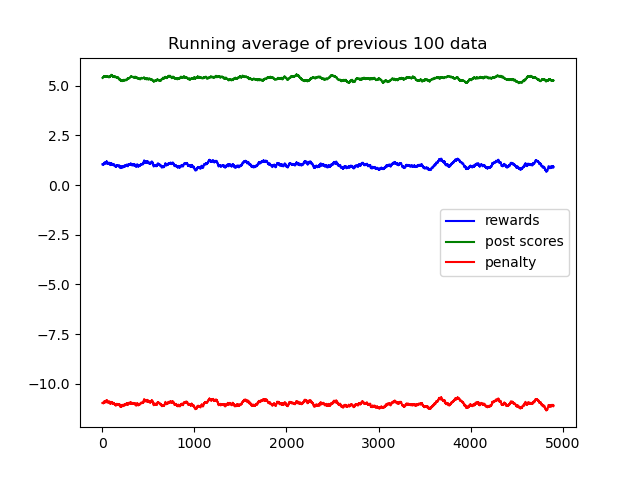 Running average of previous 100 data
5.0
2.5
0.0
−2.5
−5.0
−7.5
−10.0
rewards
post scores
penalty
0 1000 2000 3000 4000 5000